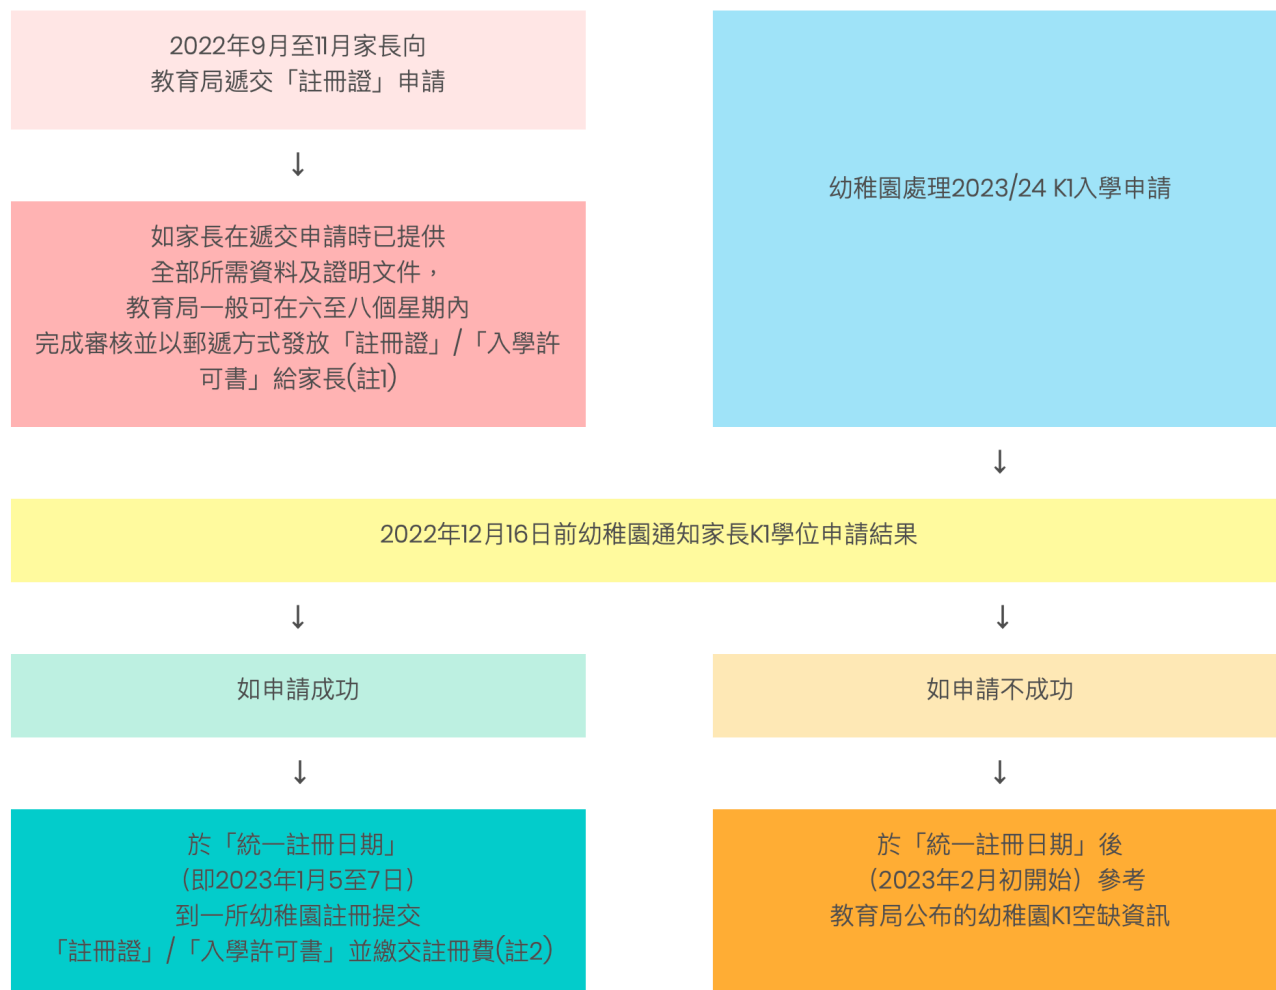 2022年9月至11月家長向
教育局遞交「註冊證」申請
↓
如家長在遞交申請時已提供
全部所需資料及證明文件，
教育局一般可在六至八個星期內
完成審核並以郵遞方式發放「註冊證」/「入學許
可書」給家長(註1)
幼稚園處理2023/24 K1入學申請
↓
2022年12月16日前幼稚園通知家長K1學位申請結果
↓
↓
如申請成功
如申請不成功
↓
↓
於「統一註冊日期」
（即2023年1月5至7日）
到一所幼稚園註冊提交
「註冊證」/「入學許可書」並繳交註冊費(註2)
於「統一註冊日期」後
（2023年2月初開始）參考
教育局公布的幼稚園K1空缺資訊